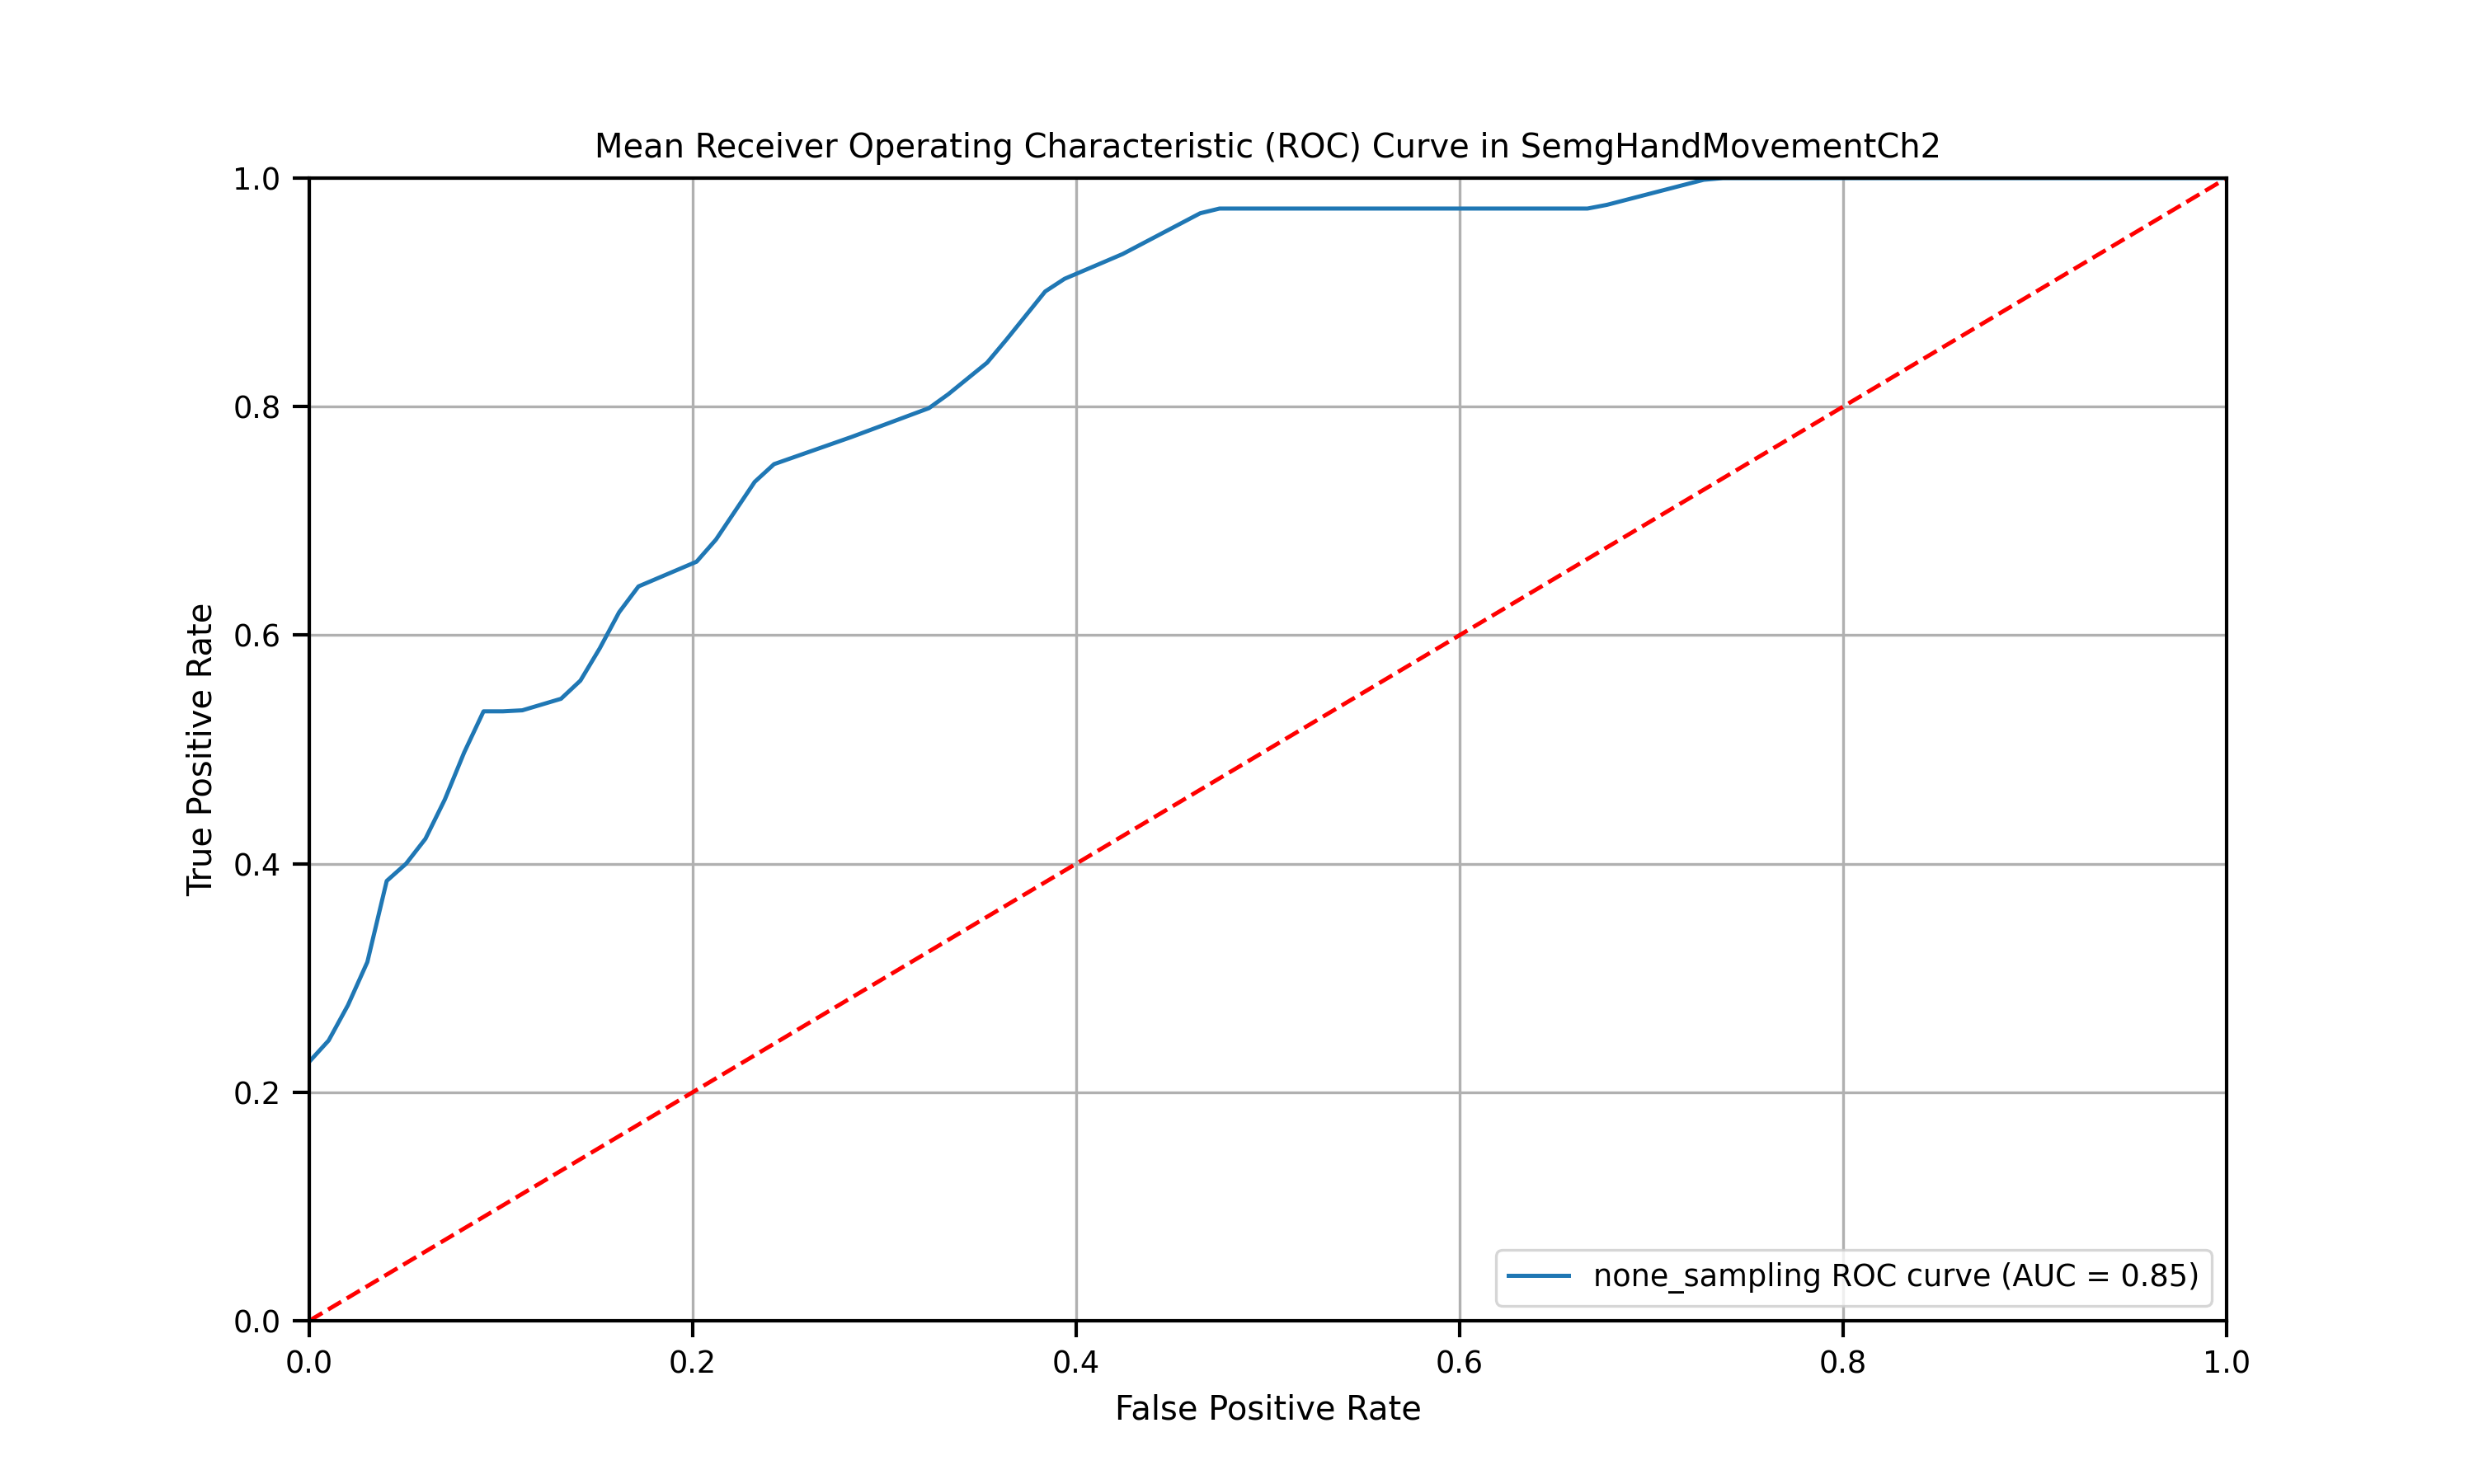 Mean Receiver Operating Characteristic (ROC) Curve in SemgHandMovementCh2
1.0
0.8
0.6
0.4
0.2
0.0
True Positive Rate
0.0 0.2 0.4 0.6 0.8 1.0
False Positive Rate
none_sampling ROC curve (AUC = 0.85)